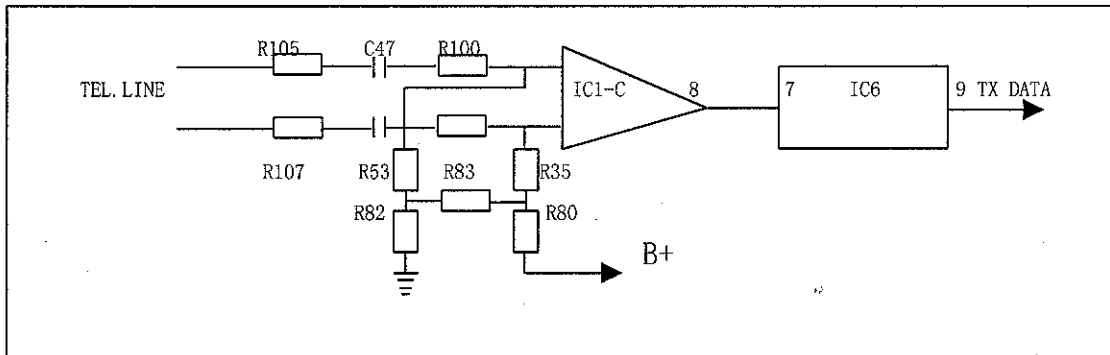 R105 C47 R100
TEL.LINE
IC1-C 8 7 IC6 9 TX DATA
R107 R53 R83 R35
R82 R80
B+